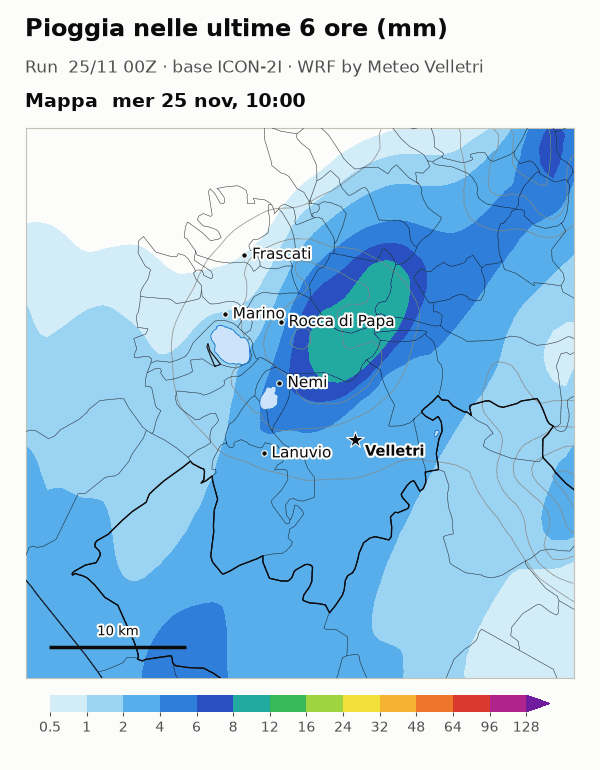 Pioggia nelle ultime 6 ore (mm)
Run  25/11 00Z · base ICON-2I · WRF by Meteo Velletri
Mappa  mer 25 nov, 10:00
Frascati
Marino
Rocca di Papa
Nemi
Velletri
Lanuvio
10 km
0.5 1 2 4 6 8 12 16 24 32 48 64 96 128